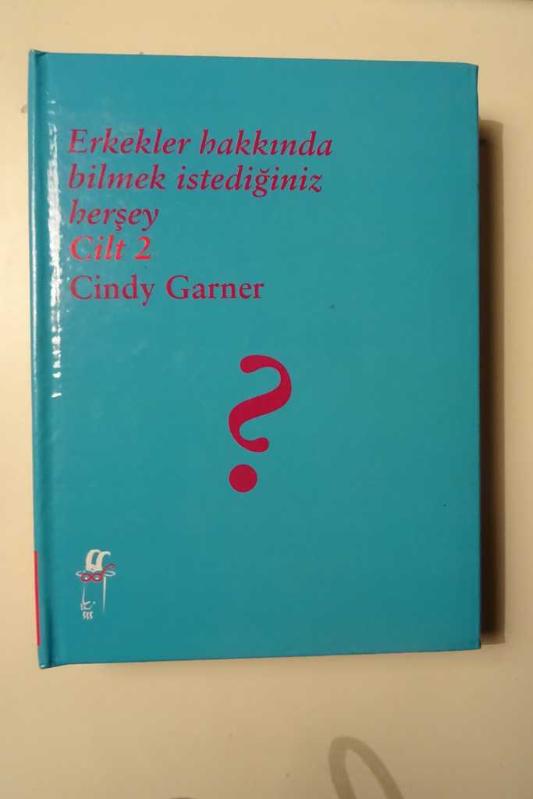 Erkekler hakkında
bilmek istediğiniz
herşey
Cilt 2
Cindy Garner
?